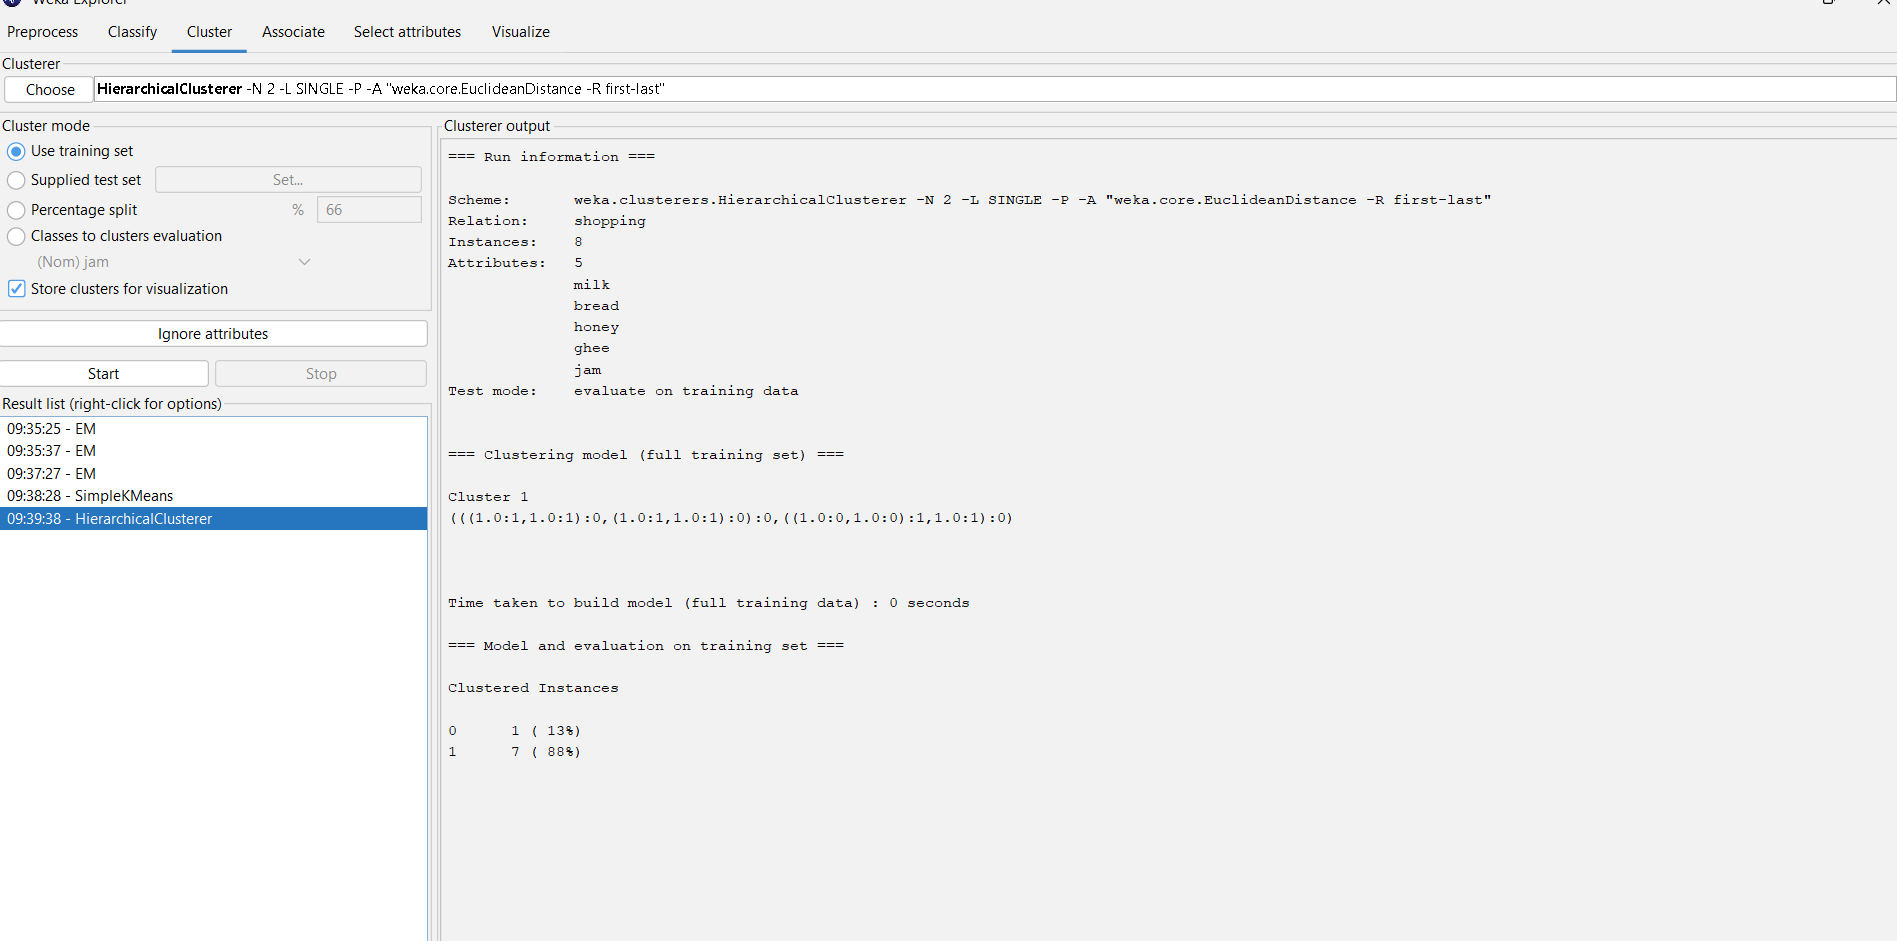 Weka Explorer
Preprocess Classify Cluster Associate Select attributes Visualize
Clusterer
Choose HierarchicalClusterer -N 2 -L SINGLE -P -A "weka.core.EuclideanDistance -R first-last"
Cluster mode
Use training set
Supplied test set Set...
Percentage split % 66
Classes to clusters evaluation
(Nom) jam
Store clusters for visualization
Ignore attributes
Start Stop
Result list (right-click for options)
09:35:25 - EM
09:35:37 - EM
09:37:27 - EM
09:38:28 - SimpleKMeans
09:39:38 - HierarchicalClusterer
Clusterer output
=== Run information ===
Scheme: weka.clusterers.HierarchicalClusterer -N 2 -L SINGLE -P -A "weka.core.EuclideanDistance -R first-last"
Relation: shopping
Instances: 8
Attributes: 5
milk
bread
honey
ghee
jam
Test mode: evaluate on training data
=== Clustering model (full training set) ===
Cluster 1
(((1.0:1,1.0:1):0,(1.0:1,1.0:1):0):0,((1.0:0,1.0:0):1,1.0:1):0)
Time taken to build model (full training data) : 0 seconds
=== Model and evaluation on training set ===
Clustered Instances
0 1 ( 13%)
1 7 ( 88%)